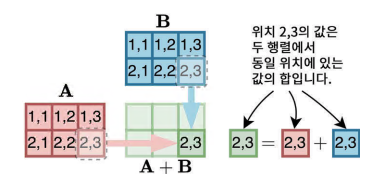 B
1,1 1,2 1,3
2,1 2,2 2,3
A
1,1 1,2 1,3
2,1 2,2 2,3
2,3
A + B
위치 2,3의 값은
두 행렬에서
동일 위치에 있는
값의 합입니다.
2,3 = 2,3 + 2,3